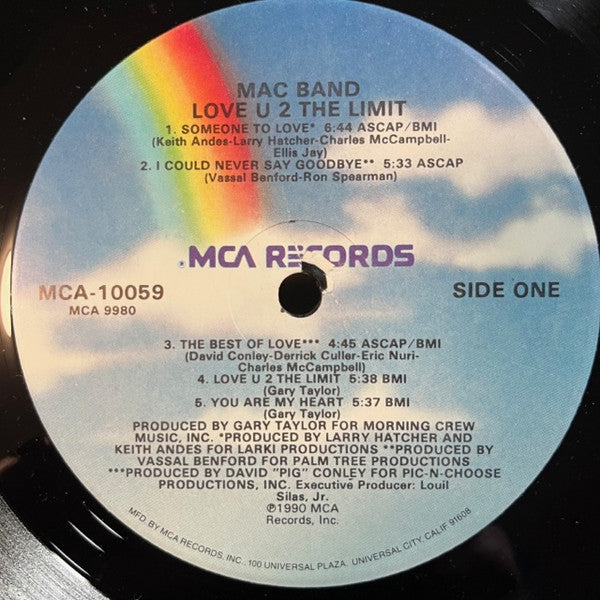 MAC BAND
LOVE U 2 THE LIMIT
1. SOMEONE TO LOVE* 6:44 ASCAP/BMI
(Keith Andes-Larry Hatcher-Charles McCampbell-
Ellis Jay)
2. I COULD NEVER SAY GOODBYE** 5:33 ASCAP
(Vassal Benford-Ron Spearman)
MCA RECORDS
MCA-10059
MCA 9980
SIDE ONE
3. THE BEST OF LOVE*** 4:45 ASCAP/BMI
(David Conley-Derrick Culler-Eric Nuri-
Charles McCampbell)
4. LOVE U 2 THE LIMIT 5:38 BMI
(Gary Taylor)
5. YOU ARE MY HEART 5:37 BMI
(Gary Taylor)
PRODUCED BY GARY TAYLOR FOR MORNING CREW
MUSIC, INC. *PRODUCED BY LARRY HATCHER AND
KEITH ANDES FOR LARKI PRODUCTIONS **PRODUCED BY
VASSAL BENFORD FOR PALM TREE PRODUCTIONS
***PRODUCED BY DAVID "PIG" CONLEY FOR PIC-N-CHOOSE
PRODUCTIONS, INC. Executive Producer: Louil
Silas, Jr.
℗1990 MCA
Records, Inc.
MFD. BY MCA RECORDS, INC., 100 UNIVERSAL PLAZA, UNIVERSAL CITY, CALIF. 91608